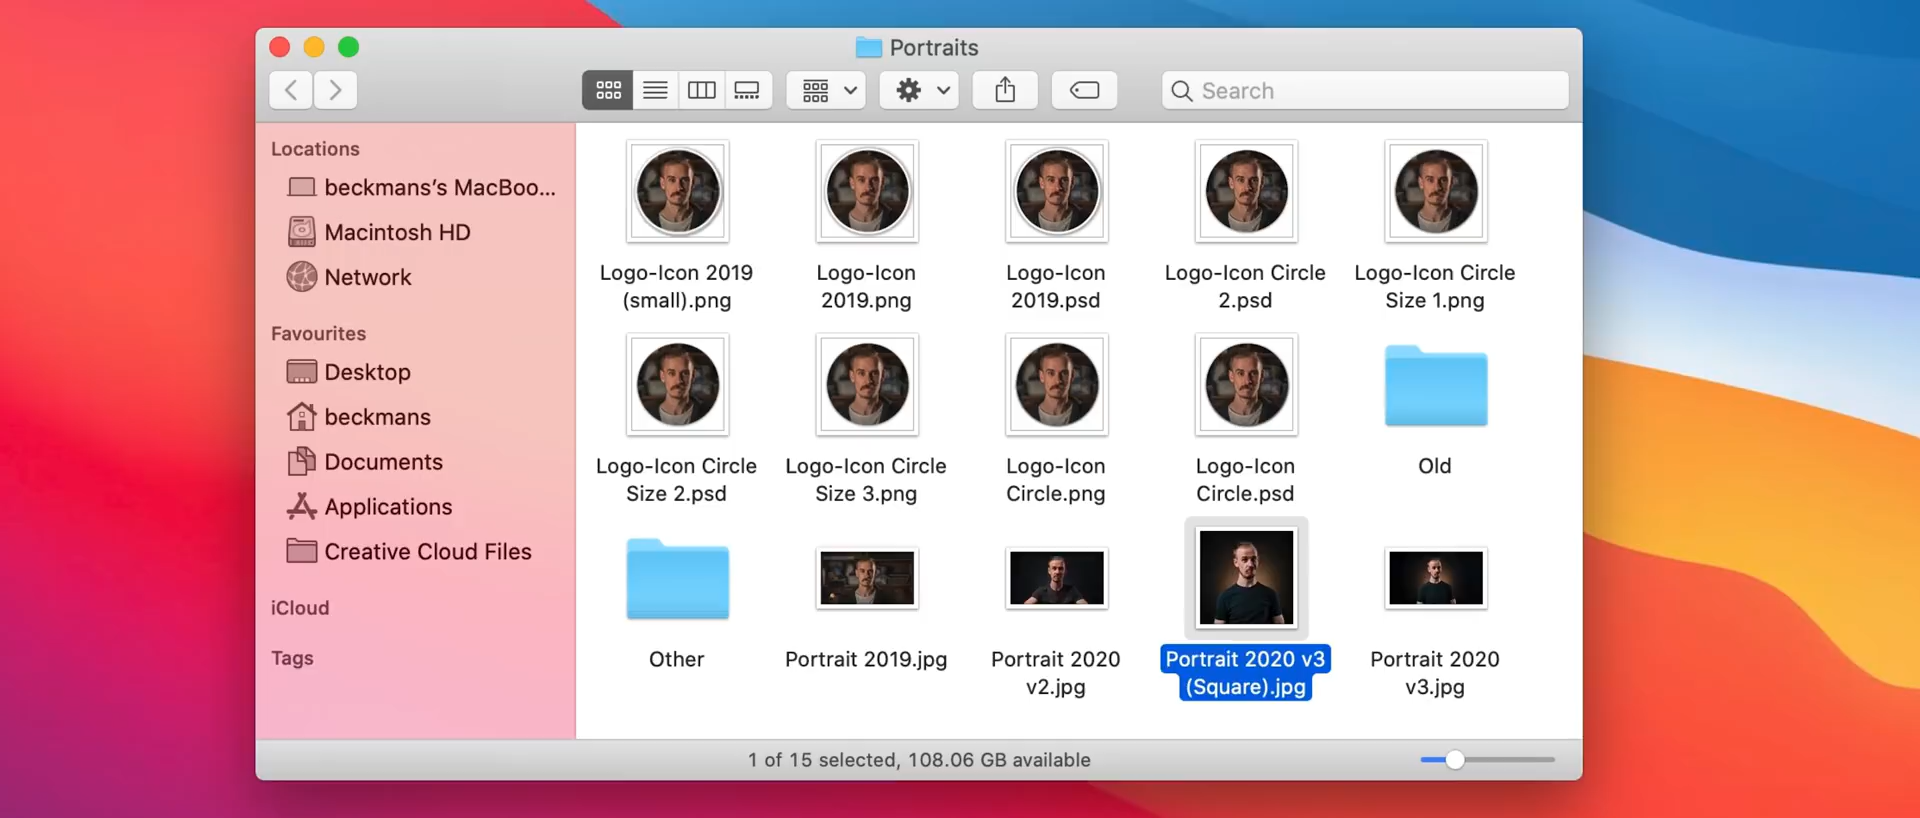 Portraits
Search
Locations
beckmans’s MacBoo...
Macintosh HD
Network
Favourites
Desktop
beckmans
Documents
Applications
Creative Cloud Files
iCloud
Tags
Logo-Icon 2019
(small).png
Logo-Icon
2019.png
Logo-Icon
2019.psd
Logo-Icon Circle
2.psd
Logo-Icon Circle
Size 1.png
Logo-Icon Circle
Size 2.psd
Logo-Icon Circle
Size 3.png
Logo-Icon
Circle.png
Logo-Icon
Circle.psd
Old
Other
Portrait 2019.jpg
Portrait 2020
v2.jpg
Portrait 2020 v3
(Square).jpg
Portrait 2020
v3.jpg
1 of 15 selected, 108.06 GB available